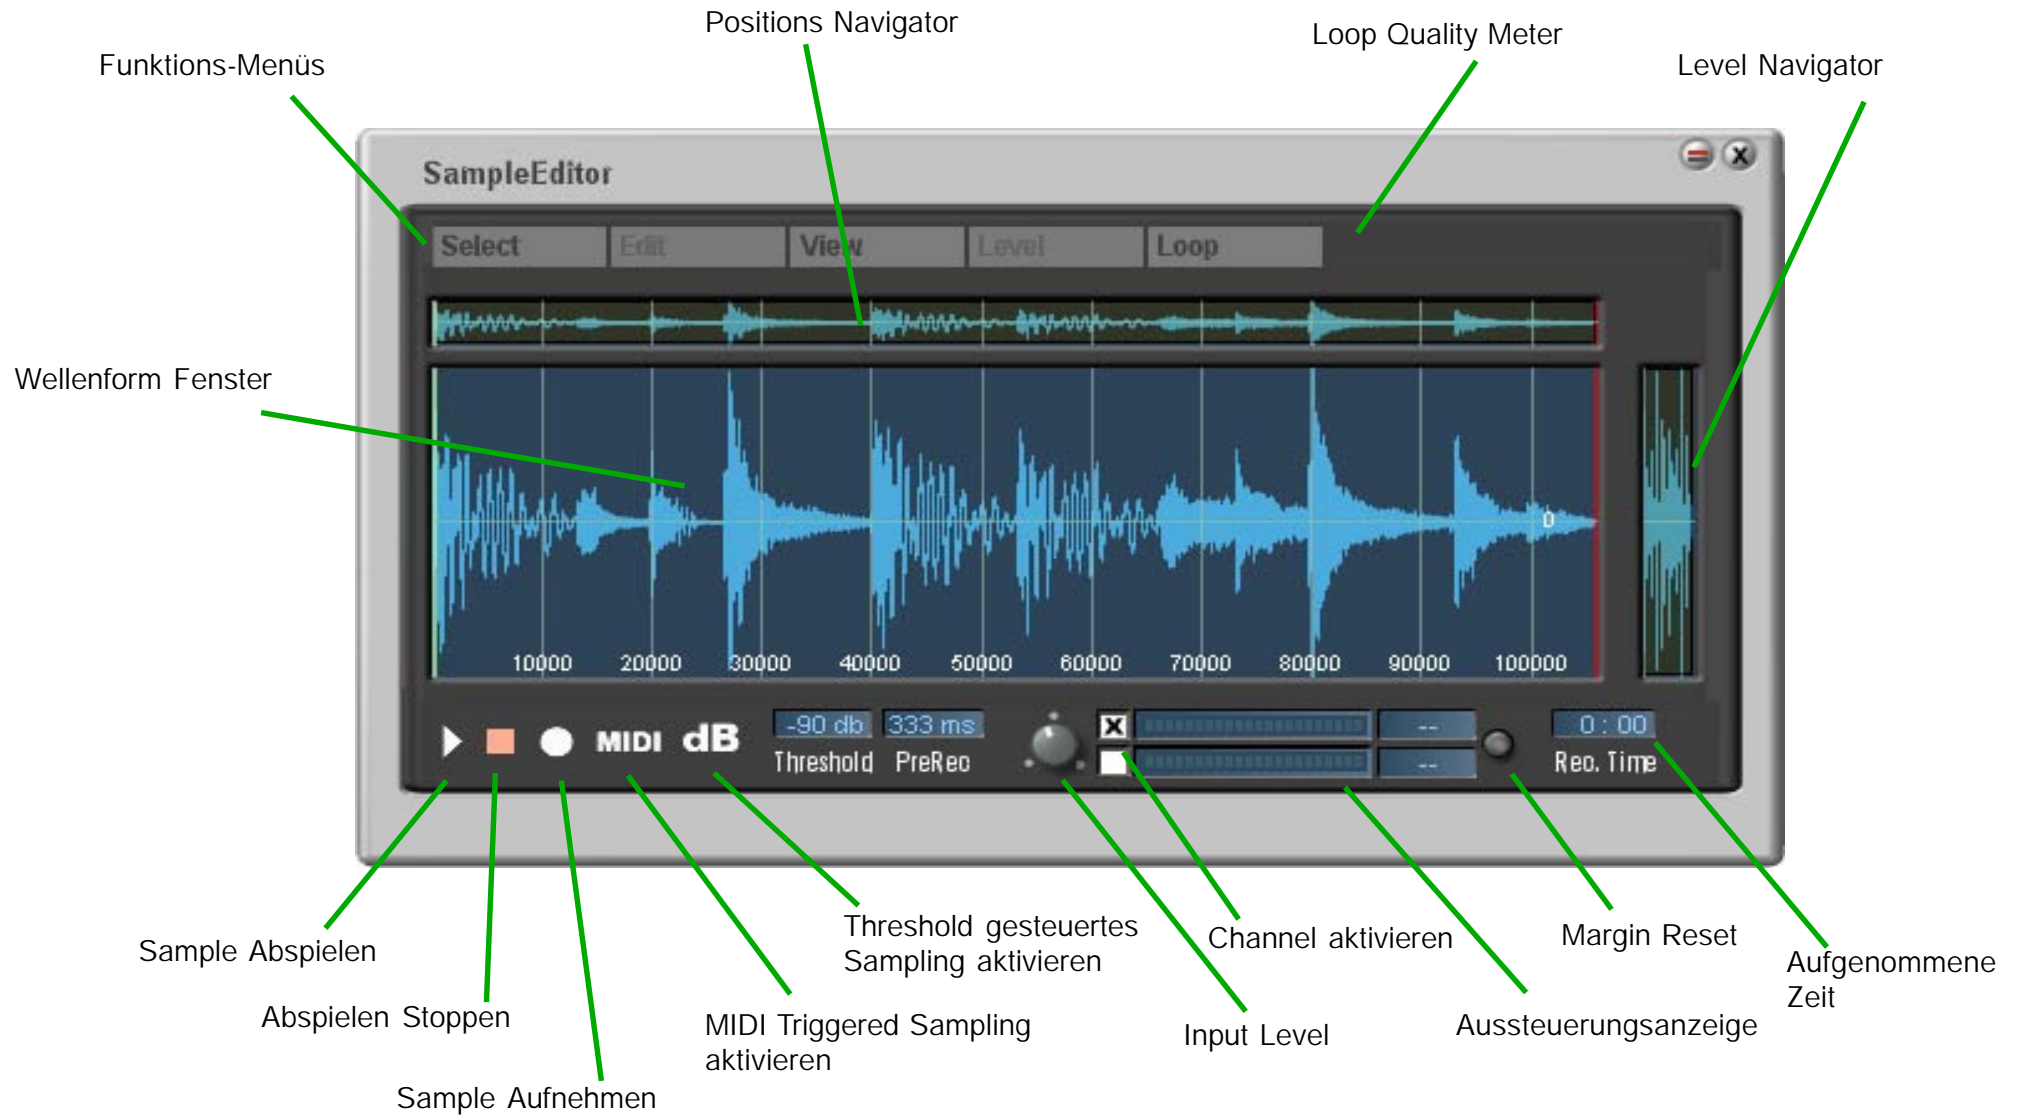 Positions Navigator
Loop Quality Meter
Funktions-Menüs
Level Navigator
SampleEditor
Select
Edit
View
Level
Loop
Wellenform Fenster
0
10000
20000
30000
40000
50000
60000
70000
80000
90000
100000
MIDI
dB
-90 db
333 ms
Threshold
PreRec
X
--
--
0 : 00
Rec. Time
Sample Abspielen
Abspielen Stoppen
Sample Aufnehmen
MIDI Triggered Sampling
aktivieren
Threshold gesteuertes
Sampling aktivieren
Input Level
Channel aktivieren
Aussteuerungsanzeige
Margin Reset
Aufgenommene
Zeit